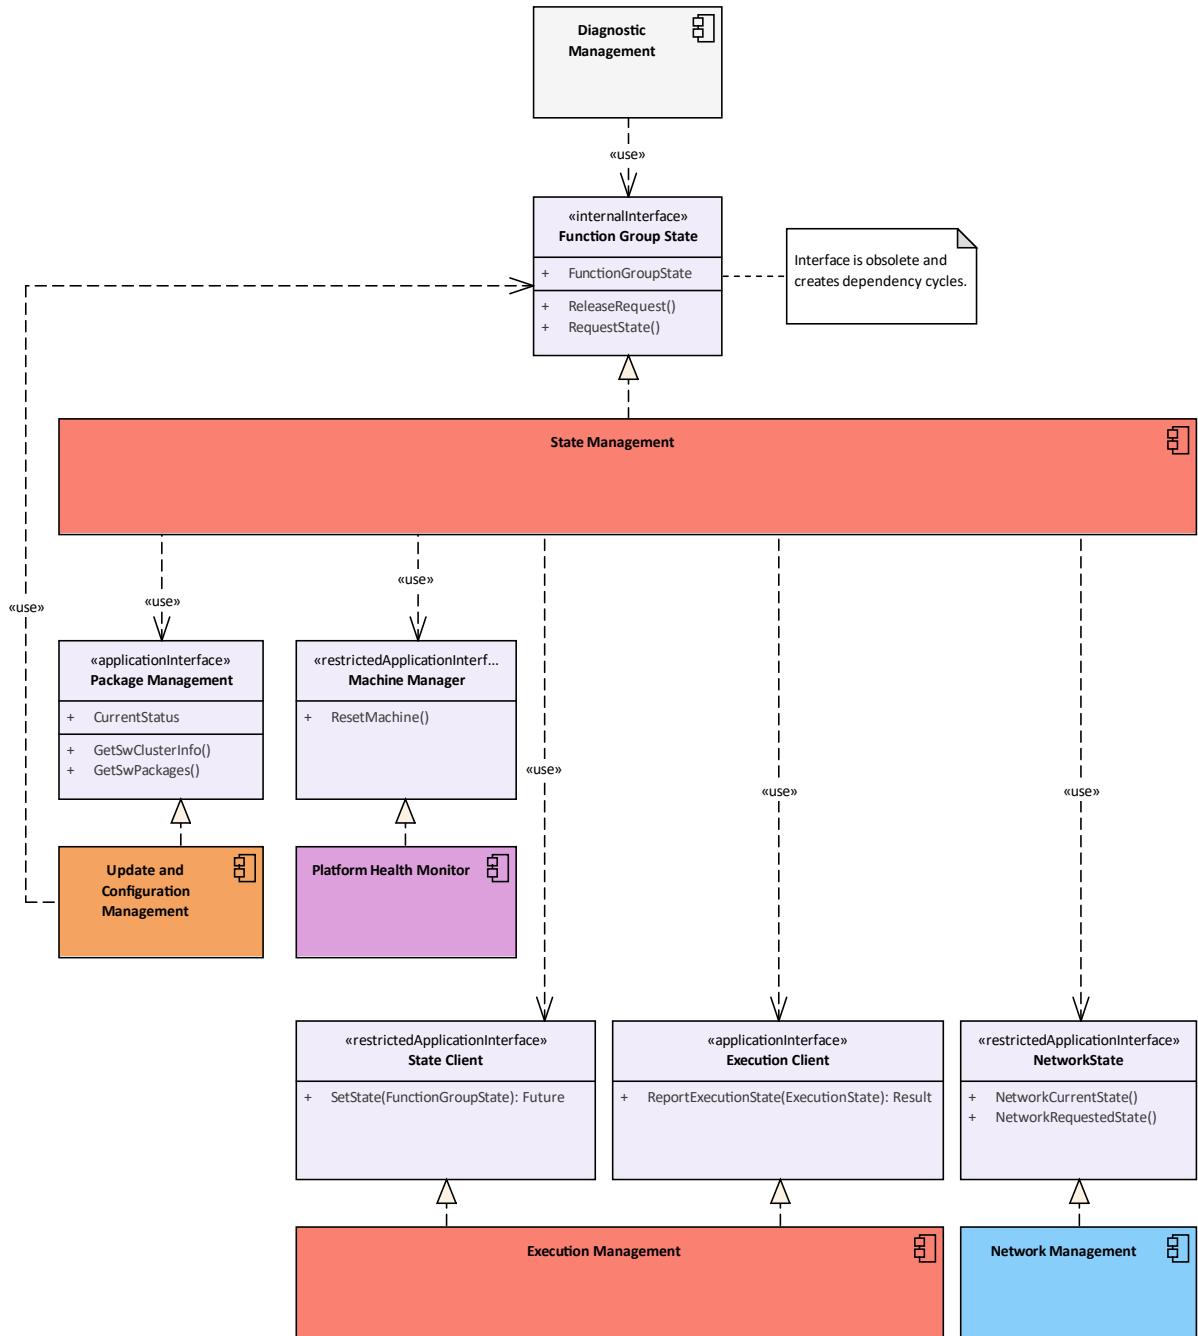 Diagnostic
Management
«use»
«internalInterface»
Function Group State
+ FunctionGroupState
+ ReleaseRequest()
+ RequestState()
Interface is obsolete and
creates dependency cycles.
State Management
«use»
«use»
«use»
«use»
«use»
«use»
«applicationInterface»
Package Management
+ CurrentStatus
+ GetSwClusterInfo()
+ GetSwPackages()
«restrictedApplicationInterf...
Machine Manager
+ ResetMachine()
Update and
Configuration
Management
Platform Health Monitor
«restrictedApplicationInterface»
State Client
+ SetState(FunctionGroupState): Future
«applicationInterface»
Execution Client
+ ReportExecutionState(ExecutionState): Result
«restrictedApplicationInterface»
NetworkState
+ NetworkCurrentState()
+ NetworkRequestedState()
Execution Management
Network Management